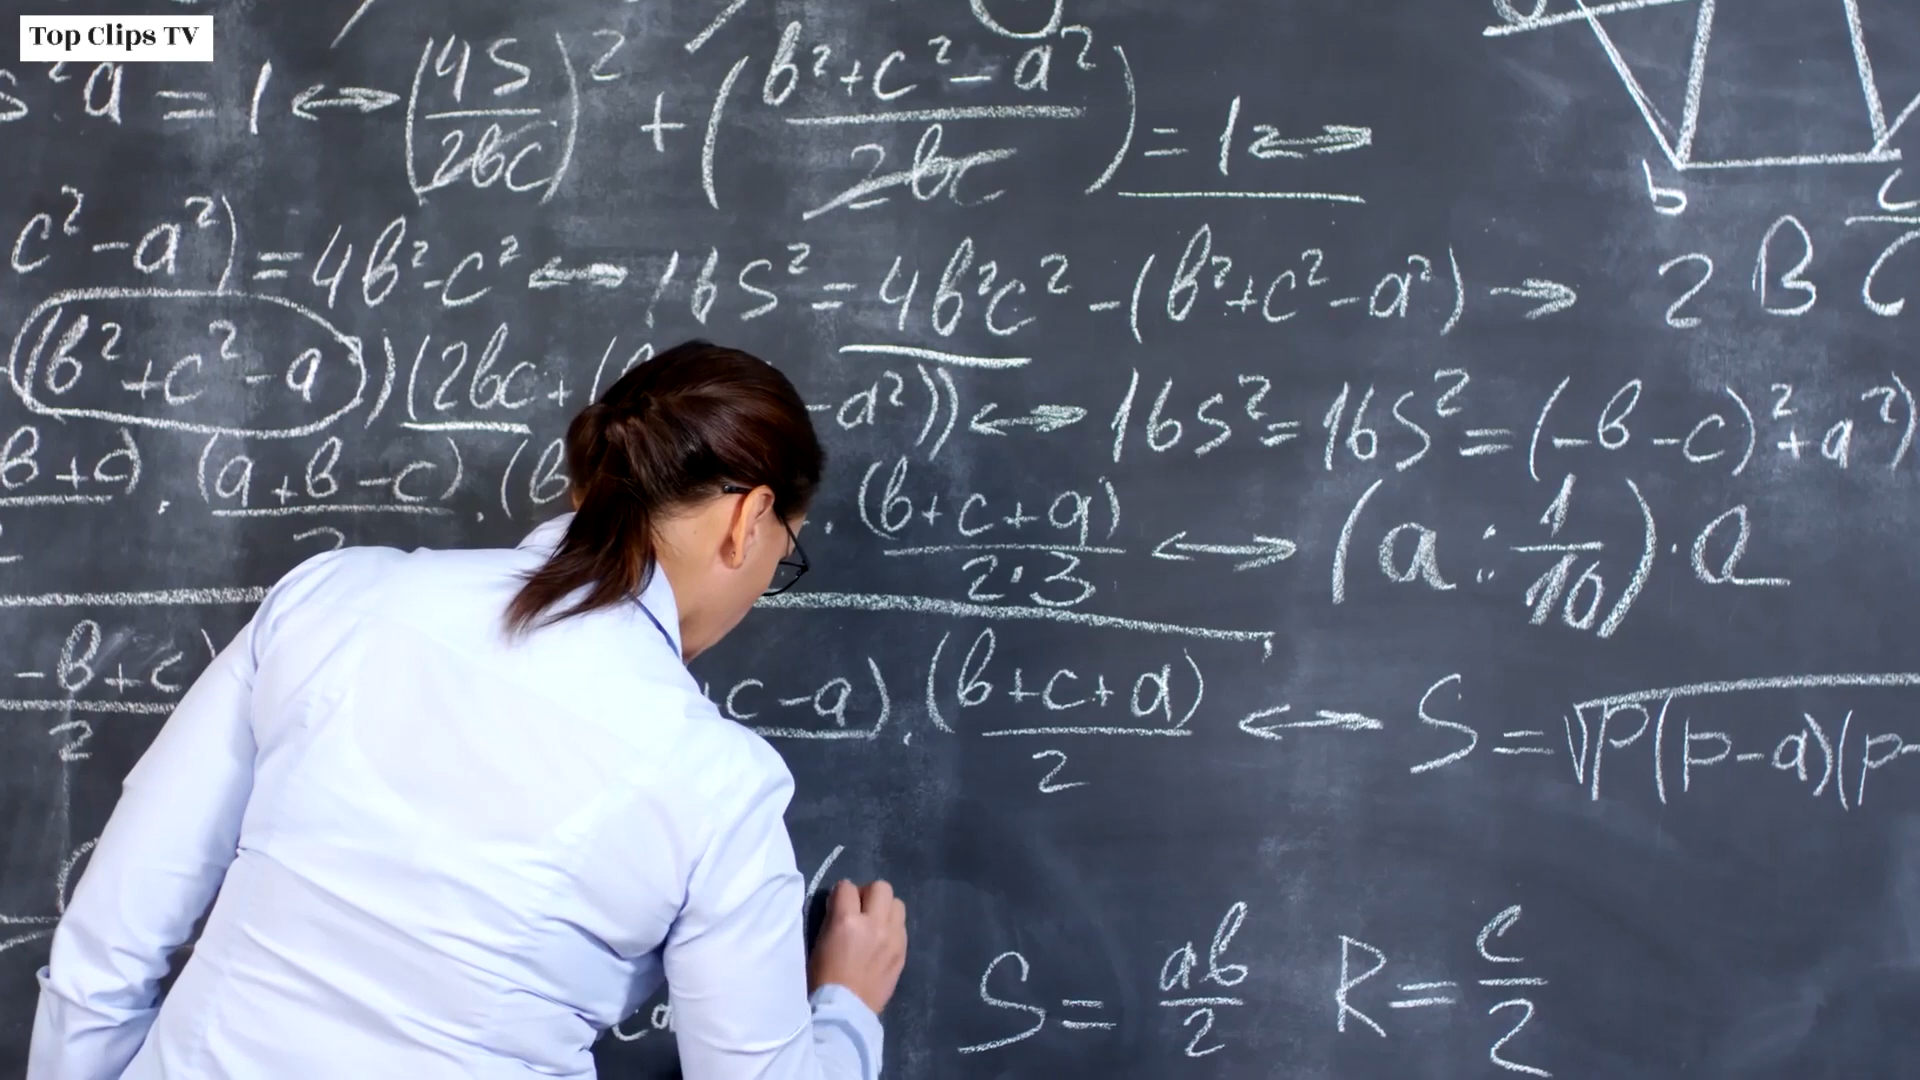 Top Clips TV
s²a = 1 ↔ (4S/2bc)² + (b²+c²-a²/2bc) = 1 ↔
b
c
c²-a²) = 4b²-c² ↔ 16S² = 4b²c² - (b²+c²-a²) →
2 B C
(b²+c²-a))(2bc+( -a²)) ↔ 16S² = 16S² = (-b-c)²+a²)
b+c) · (a+b-c)/2 · (b · (b+c+a)/2·3 ↔ (a : 1/10) · a
-b+c/2 c-a) · (b+c+a)/2 ↔ S = √p(p-a)(p-
S = ab/2 R = c/2